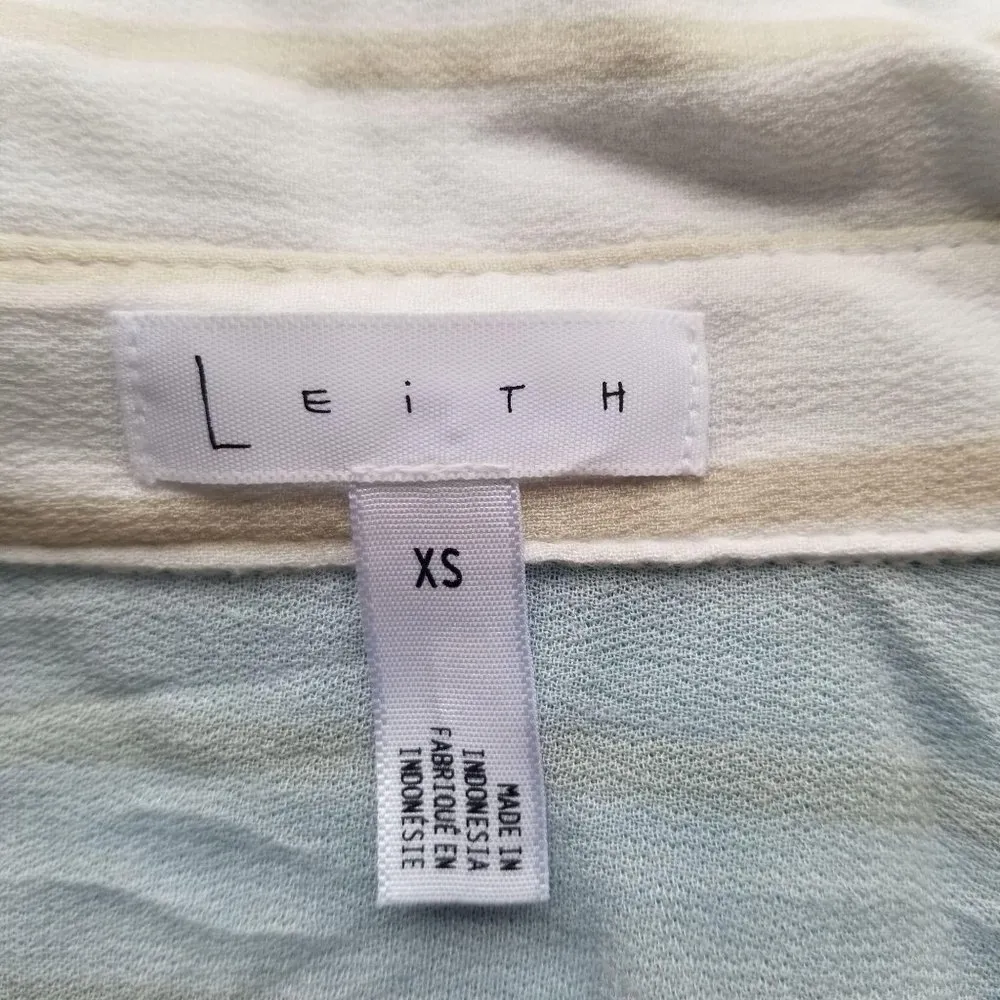 LEiTH
XS
MADE IN
INDONESIA
FABRIQUÉ EN
INDONÉSIE